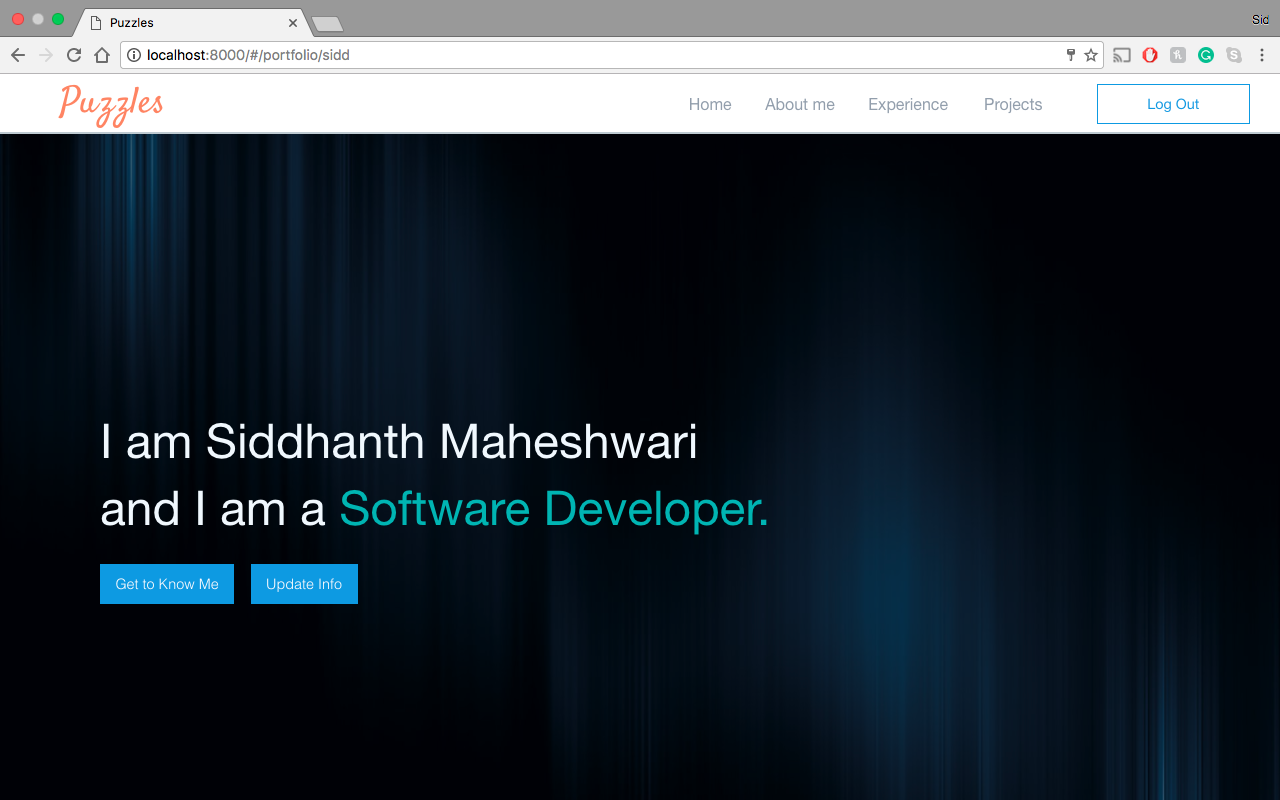 Puzzles
Sid
localhost:8000/#/portfolio/sidd
Puzzles
Home
About me
Experience
Projects
Log Out
I am Siddhanth Maheshwari
and I am a Software Developer.
Get to Know Me
Update Info